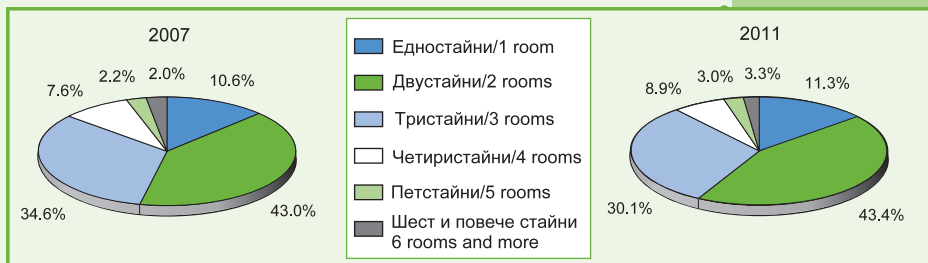 2007
7.6%
2.2%
2.0%
10.6%
34.6%
43.0%
Едностайни/1 room
Двустайни/2 rooms
Тристайни/3 rooms
Четиристайни/4 rooms
Петстайни/5 rooms
Шест и повече стайни
6 rooms and more
2011
8.9%
3.0%
3.3%
11.3%
30.1%
43.4%